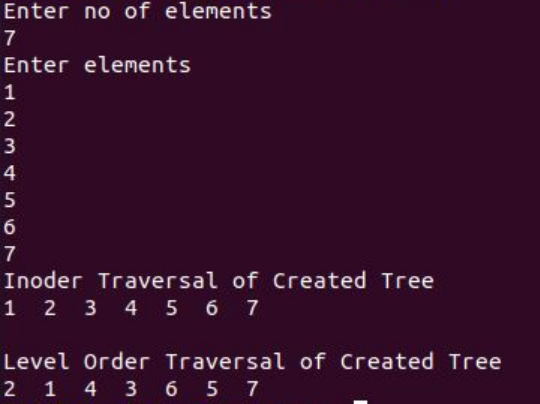 Enter no of elements
7
Enter elements
1
2
3
4
5
6
7
Inoder Traversal of Created Tree
1 2 3 4 5 6 7
Level Order Traversal of Created Tree
2 1 4 3 6 5 7